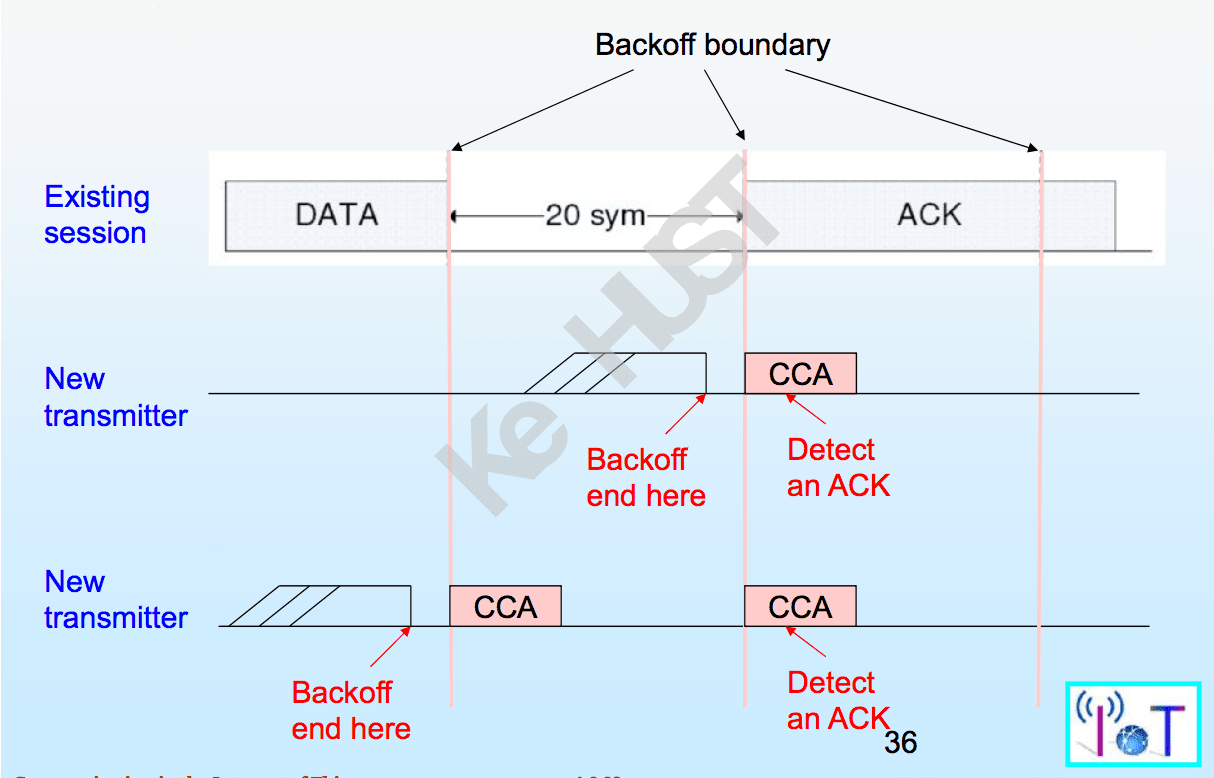 Backoff boundary
Existing
session
DATA
20 sym
ACK
Ke HUST
New
transmitter
CCA
Backoff
end here
Detect
an ACK
New
transmitter
CCA
CCA
Backoff
end here
Detect
an ACK
36
IoT